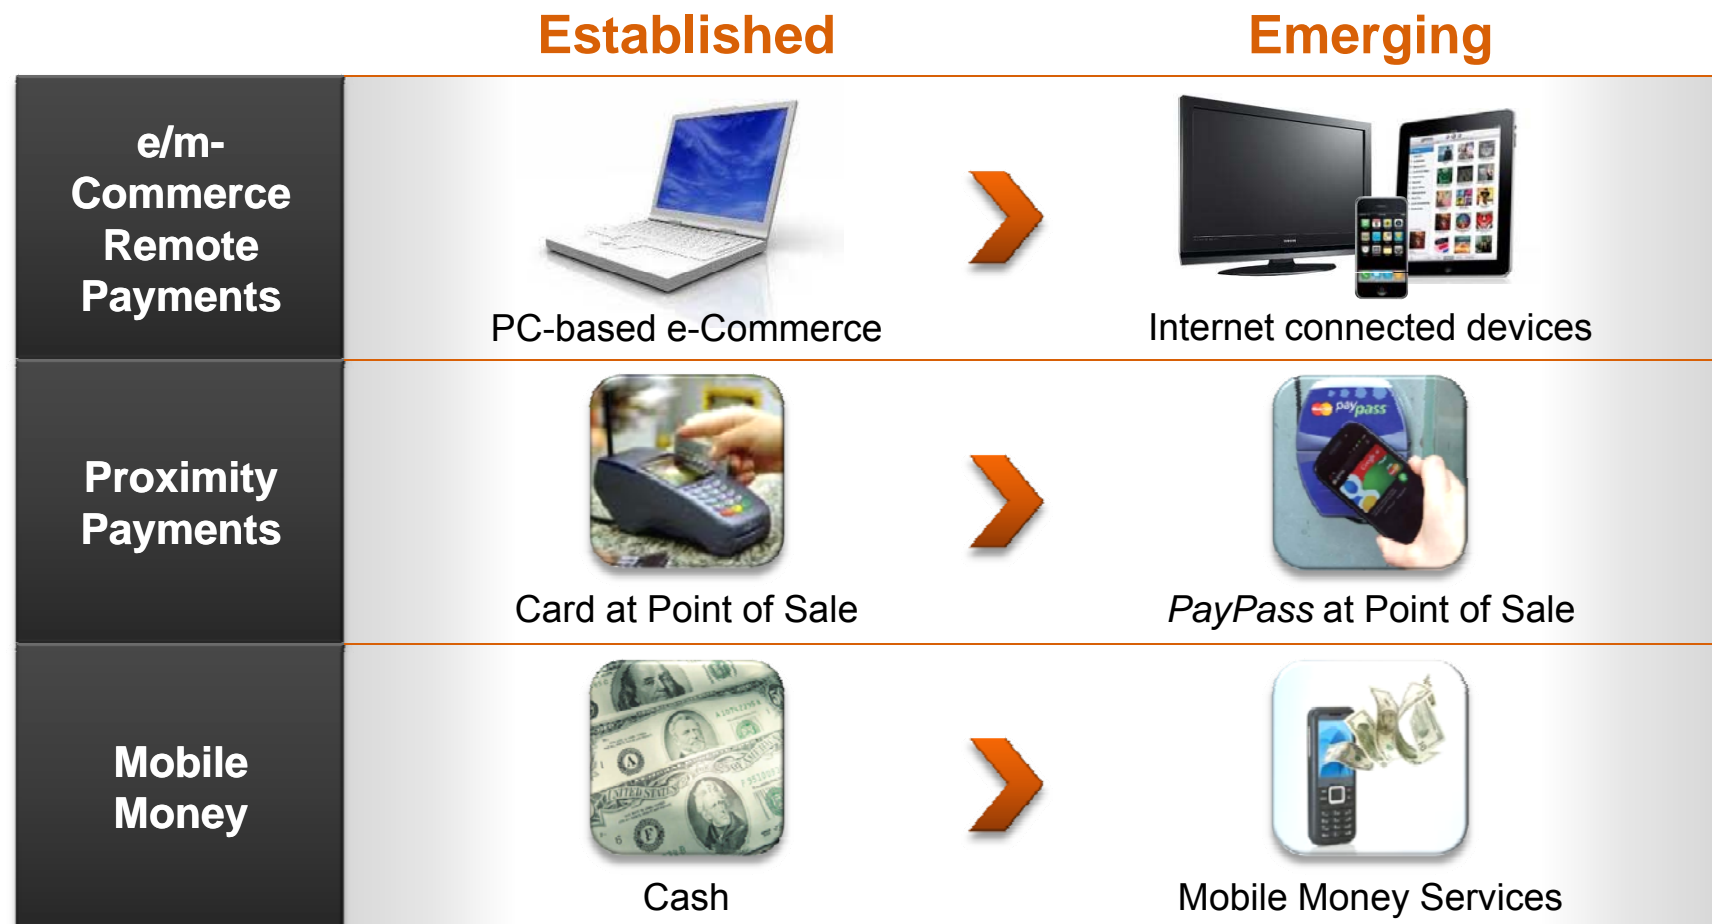 Established
Emerging
e/m-
Commerce
Remote
Payments
PC-based e-Commerce
Internet connected devices
Proximity
Payments
paypass
Card at Point of Sale
PayPass at Point of Sale
Mobile
Money
Cash
Mobile Money Services